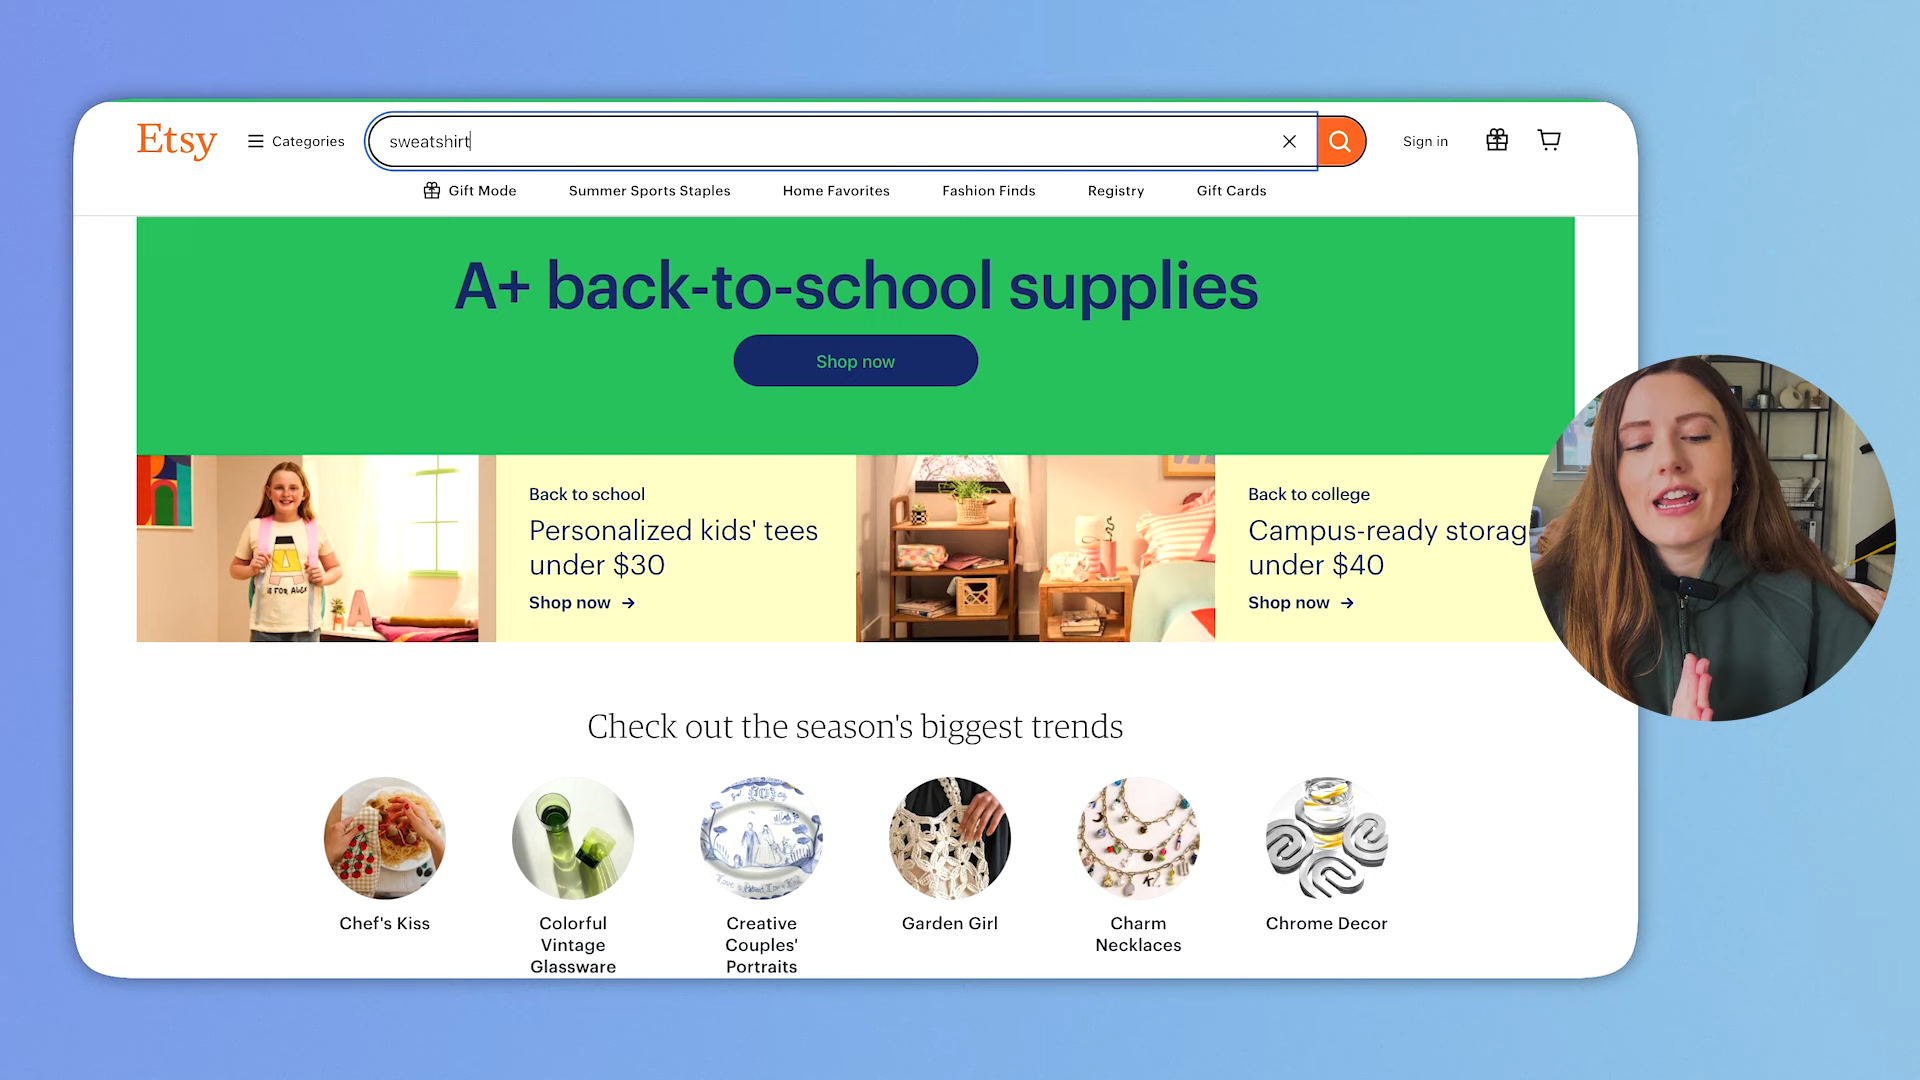 Etsy
Categories
sweatshirt
Sign in
Gift Mode
Summer Sports Staples
Home Favorites
Fashion Finds
Registry
Gift Cards
A+ back-to-school supplies
Shop now
Back to school
Personalized kids' tees
under $30
Shop now
Back to college
Campus-ready storag
under $40
Shop now
A
IS FOR ALICE
Check out the season's biggest trends
Chef's Kiss
Colorful
Vintage
Glassware
Creative
Couples'
Portraits
Garden Girl
Charm
Necklaces
Chrome Decor